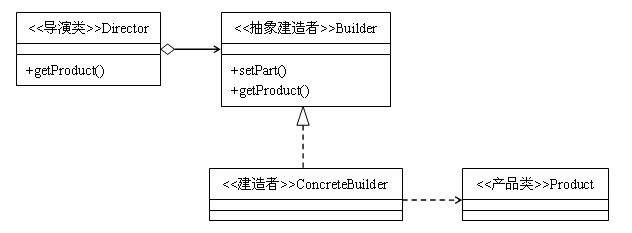 <<导演类>>Director
+getProduct()
<<抽象建造者>>Builder
+setPart()
+getProduct()
<<建造者>>ConcreteBuilder
<<产品类>>Product